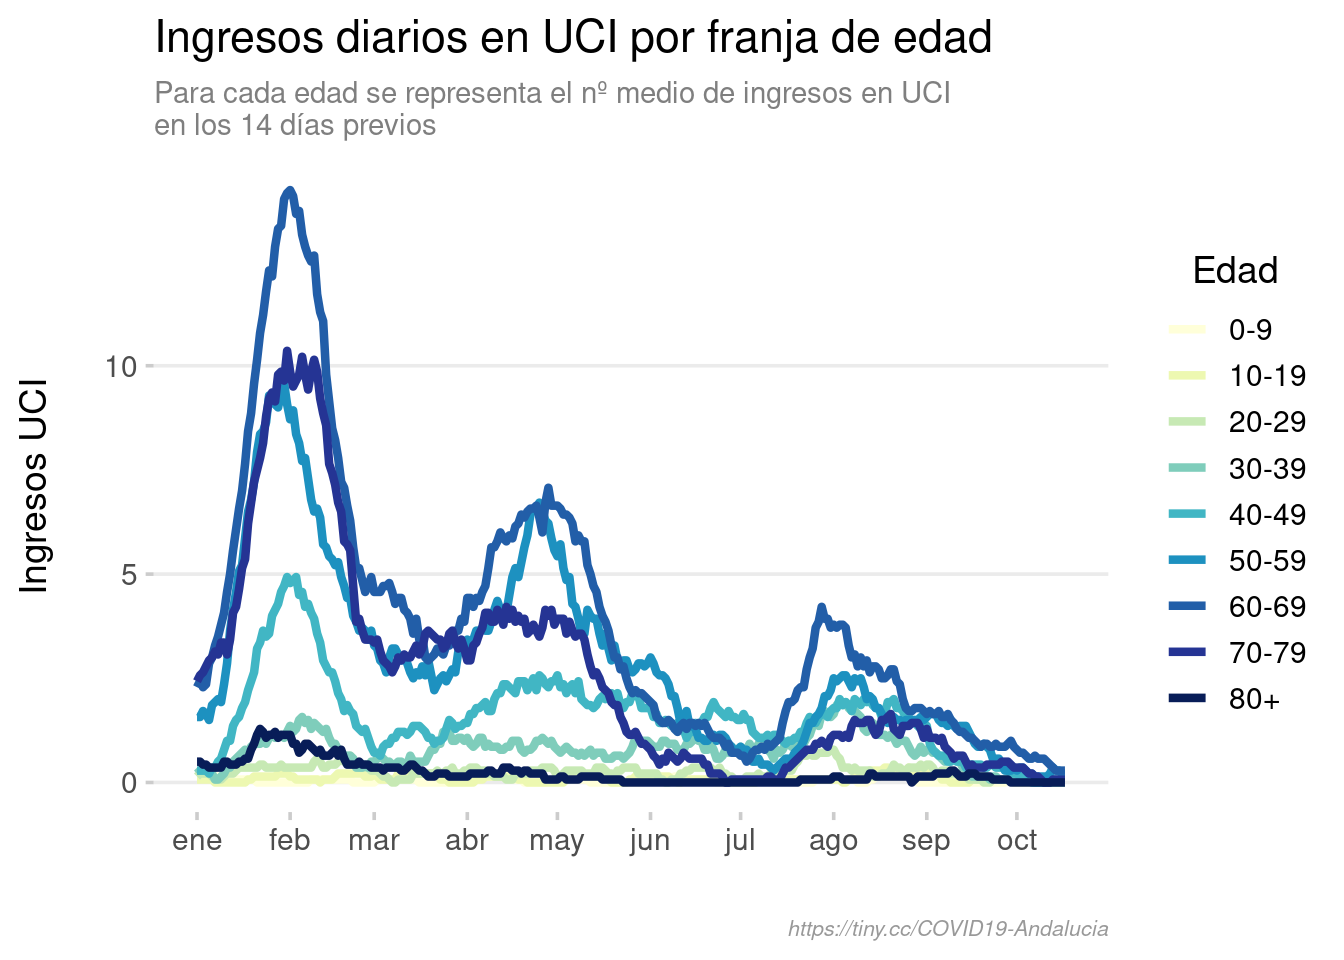 Ingresos diarios en UCI por franja de edad
Para cada edad se representa el nº medio de ingresos en UCI
en los 14 días previos
Ingresos UCI
10
5
0
ene feb mar abr may jun jul ago sep oct
Edad
0-9
10-19
20-29
30-39
40-49
50-59
60-69
70-79
80+
https://tiny.cc/COVID19-Andalucia